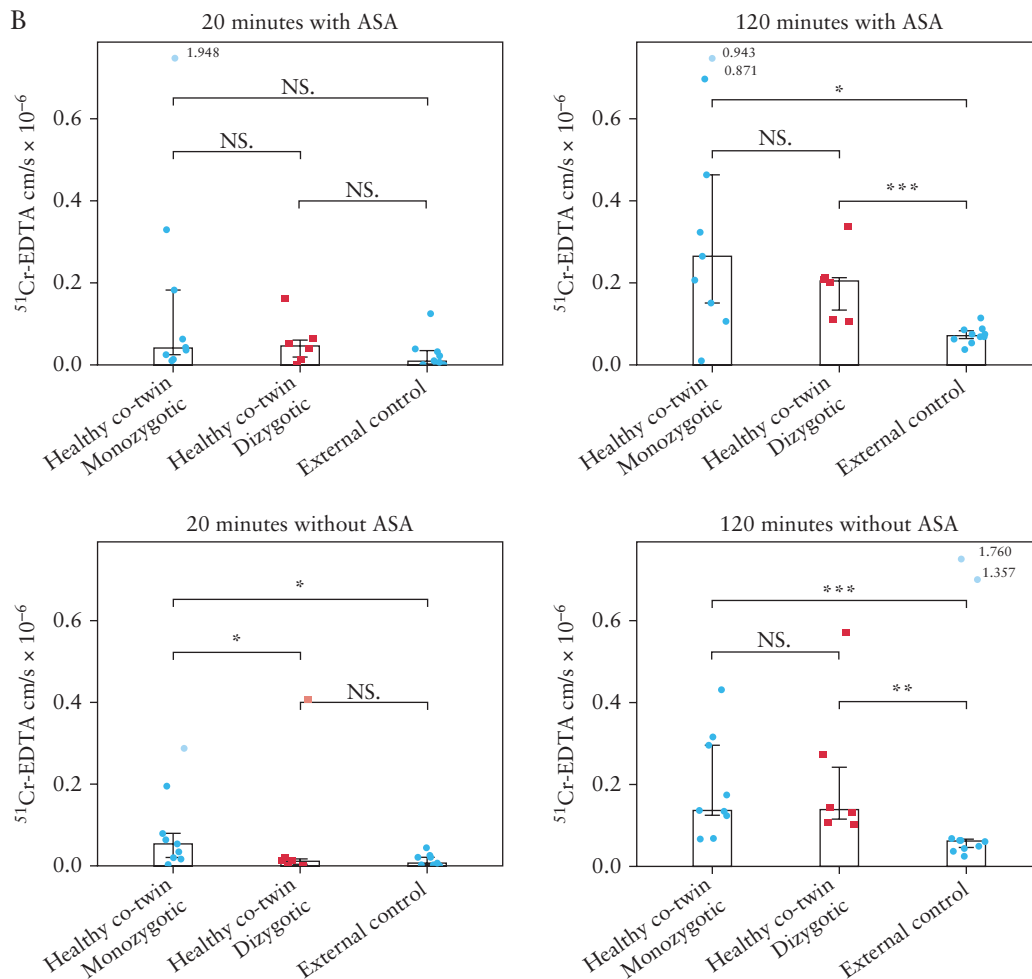 B
20 minutes with ASA
⁵¹Cr-EDTA cm/s × 10⁻⁶
0.6
0.4
0.2
0.0
1.948
NS.
NS.
NS.
Healthy co-twin
Monozygotic
Healthy co-twin
Dizygotic
External control
120 minutes with ASA
⁵¹Cr-EDTA cm/s × 10⁻⁶
0.6
0.4
0.2
0.0
0.943
0.871
*
NS.
***
Healthy co-twin
Monozygotic
Healthy co-twin
Dizygotic
External control
20 minutes without ASA
⁵¹Cr-EDTA cm/s × 10⁻⁶
0.6
0.4
0.2
0.0
*
*
NS.
Healthy co-twin
Monozygotic
Healthy co-twin
Dizygotic
External control
120 minutes without ASA
⁵¹Cr-EDTA cm/s × 10⁻⁶
0.6
0.4
0.2
0.0
1.760
1.357
***
NS.
**
Healthy co-twin
Monozygotic
Healthy co-twin
Dizygotic
External control